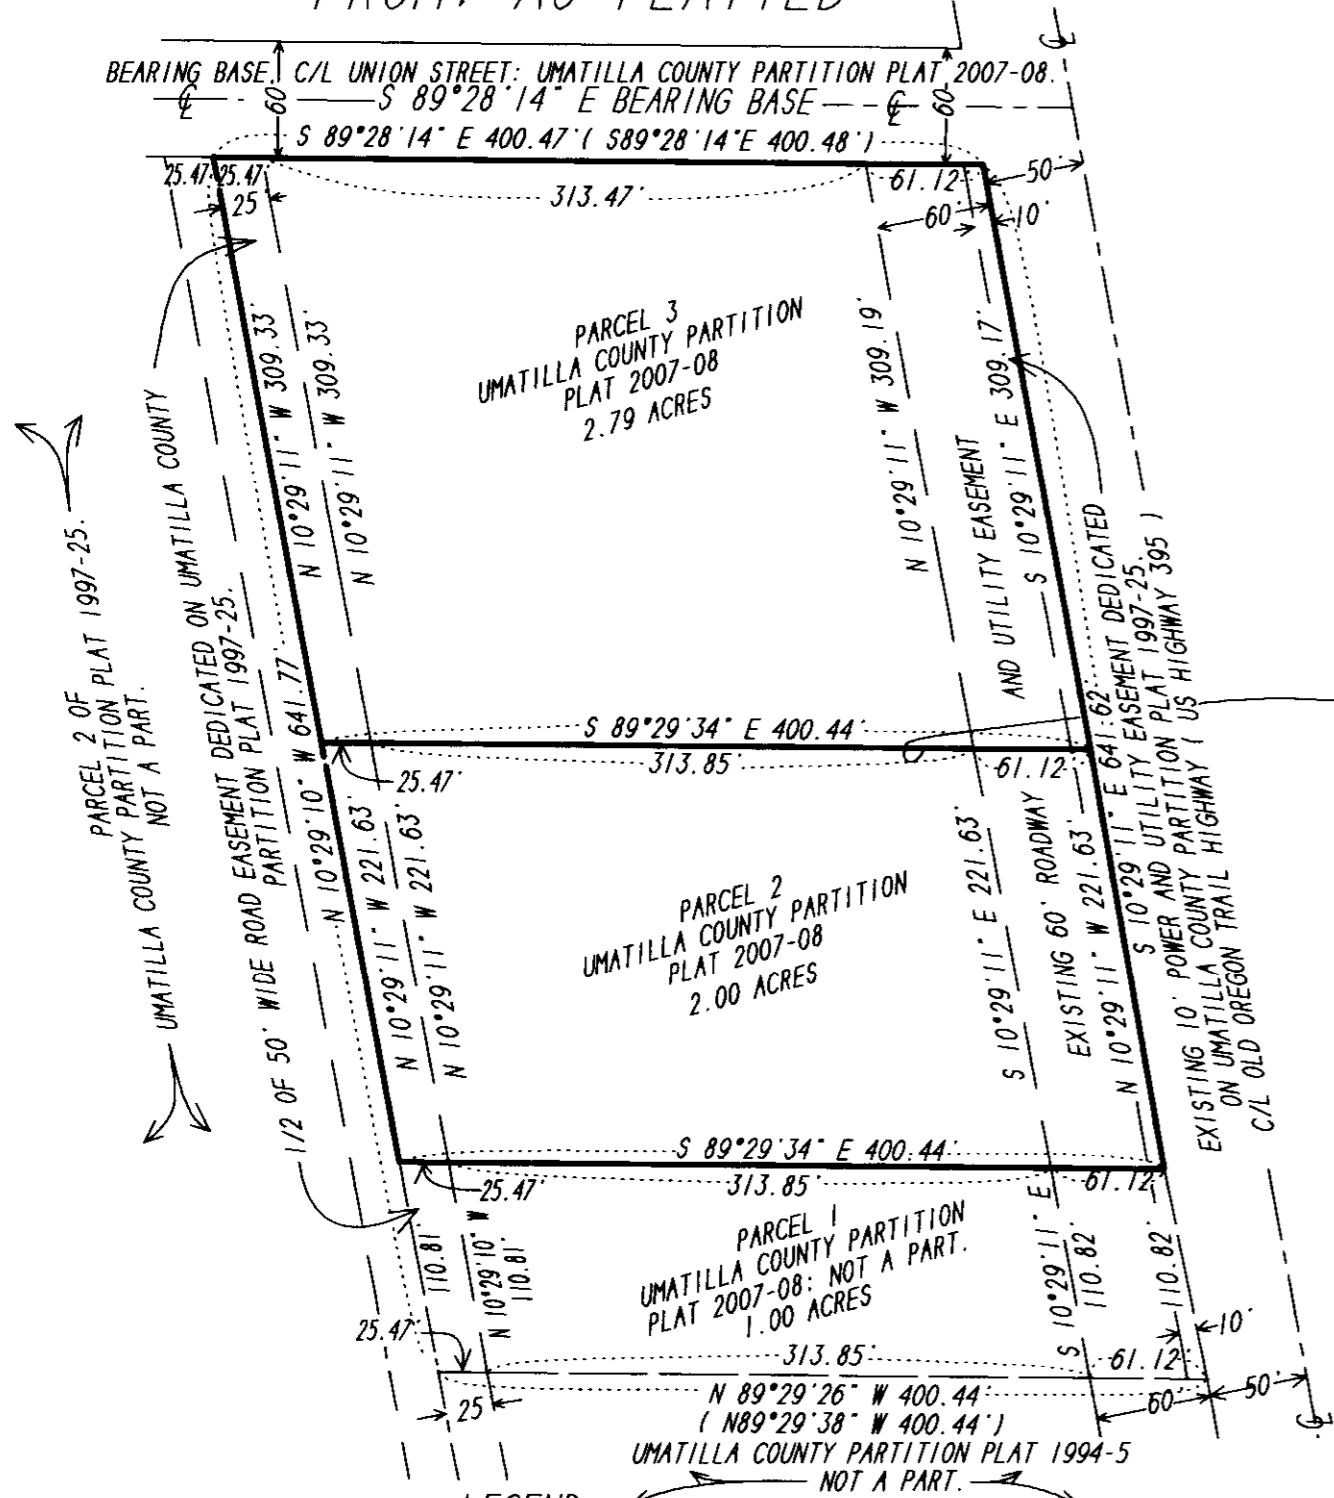 FROM: AS PLATTED
BEARING BASE. C/L UNION STREET: UMATILLA COUNTY PARTITION PLAT 2007-08.
60'
S 89°28'14" E BEARING BASE
60'
S 89°28'14" E 400.47' ( S89°28'14"E 400.48' )
25.47'
25.47'
25'
313.47'
61.12'
50'
60'
10'
PARCEL 3
UMATILLA COUNTY PARTITION
PLAT 2007-08
2.79 ACRES
N 10°29'11" W 309.33'
N 10°29'11" W 309.33'
N 10°29'11" W 309.19'
S 10°29'11" E 309.17'
PARCEL 2 OF
UMATILLA COUNTY PARTITION PLAT 1997-25.
NOT A PART.
UMATILLA COUNTY
1/2 OF 50' WIDE ROAD EASEMENT DEDICATED ON UMATILLA COUNTY
PARTITION PLAT 1997-25.
N 10°29'10" W 641.77'
S 89°29'34" E 400.44'
25.47'
313.85'
61.12'
EXISTING 60' ROADWAY AND UTILITY EASEMENT
DEDICATED
S 10°29'11" E 641.62'
EXISTING 10' POWER AND UTILITY EASEMENT DEDICATED
ON UMATILLA COUNTY PARTITION PLAT 1997-25.
C/L OLD OREGON TRAIL HIGHWAY ( US HIGHWAY 395 )
N 10°29'11" W 221.63'
N 10°29'11" W 221.63'
PARCEL 2
UMATILLA COUNTY PARTITION
PLAT 2007-08
2.00 ACRES
S 10°29'11" E 221.63'
N 10°29'11" W 221.63'
S 89°29'34" E 400.44'
25.47'
313.85'
61.12'
PARCEL 1
UMATILLA COUNTY PARTITION
PLAT 2007-08: NOT A PART.
1.00 ACRES
110.81'
N 10°29'10" W
110.81'
S 10°29'11" E
110.82'
110.82'
25.47'
313.85'
61.12'
10'
25'
N 89°29'26" W 400.44'
60'
50'
( N89°29'38" W 400.44' )
UMATILLA COUNTY PARTITION PLAT 1994-5
NOT A PART.
LEGEND